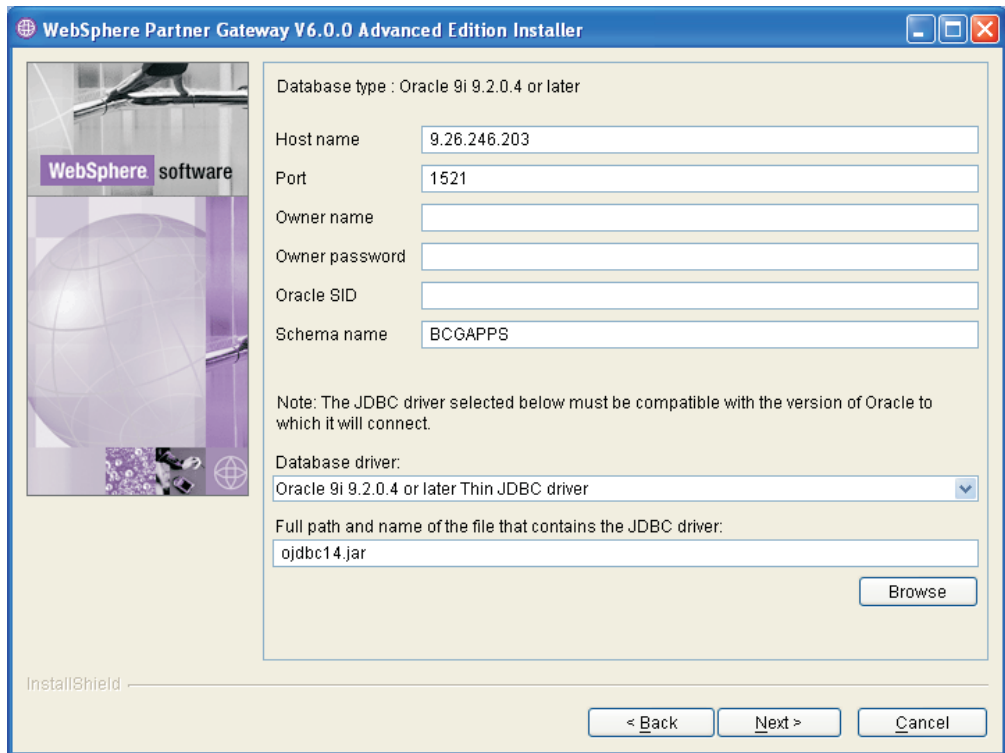 WebSphere Partner Gateway V6.0.0 Advanced Edition Installer
WebSphere software
Database type : Oracle 9i 9.2.0.4 or later
Host name 9.26.246.203
Port 1521
Owner name
Owner password
Oracle SID
Schema name BCGAPPS
Note: The JDBC driver selected below must be compatible with the version of Oracle to
which it will connect.
Database driver:
Oracle 9i 9.2.0.4 or later Thin JDBC driver
Full path and name of the file that contains the JDBC driver:
ojdbc14.jar
Browse
InstallShield
< Back Next > Cancel